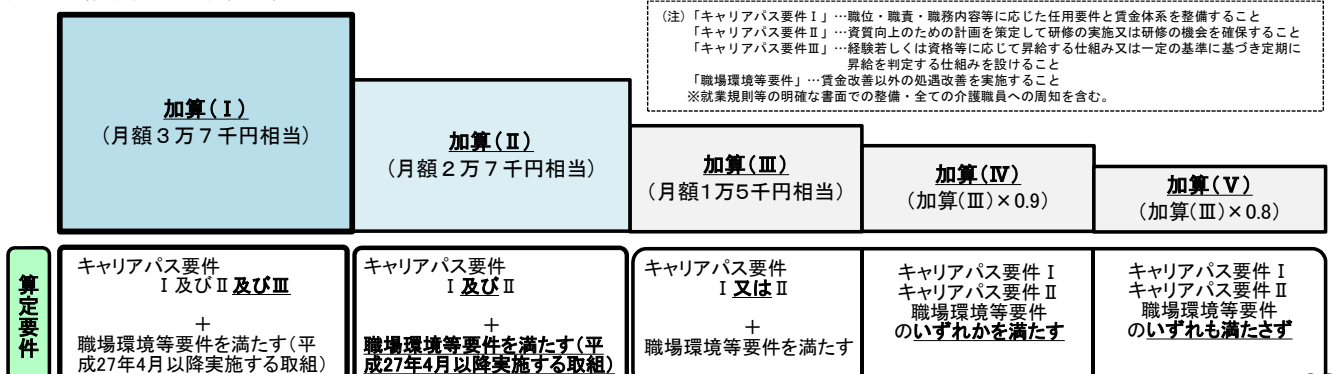 (注)「キャリアパス要件Ⅰ」…職位・職責・職務内容等に応じた任用要件と賃金体系を整備すること
「キャリアパス要件Ⅱ」…資質向上のための計画を策定して研修の実施又は研修の機会を確保すること
「キャリアパス要件Ⅲ」…経験若しくは資格等に応じて昇給する仕組み又は一定の基準に基づき定期に
昇給を判定する仕組みを設けること
「職場環境等要件」…賃金改善以外の処遇改善を実施すること
※就業規則等の明確な書面での整備・全ての介護職員への周知を含む。
加算(Ⅰ)
(月額3万7千円相当)
加算(Ⅱ)
(月額2万7千円相当)
加算(Ⅲ)
(月額1万5千円相当)
加算(Ⅳ)
(加算(Ⅲ)×0.9)
加算(Ⅴ)
(加算(Ⅲ)×0.8)
算定要件
キャリアパス要件
Ⅰ及びⅡ及びⅢ
+
職場環境等要件を満たす(平
成27年4月以降実施する取組)
キャリアパス要件
Ⅰ及びⅡ
+
職場環境等要件を満たす(平
成27年4月以降実施する取組)
キャリアパス要件
Ⅰ又はⅡ
+
職場環境等要件を満たす
キャリアパス要件Ⅰ
キャリアパス要件Ⅱ
職場環境等要件
のいずれかを満たす
キャリアパス要件Ⅰ
キャリアパス要件Ⅱ
職場環境等要件
のいずれも満たさず